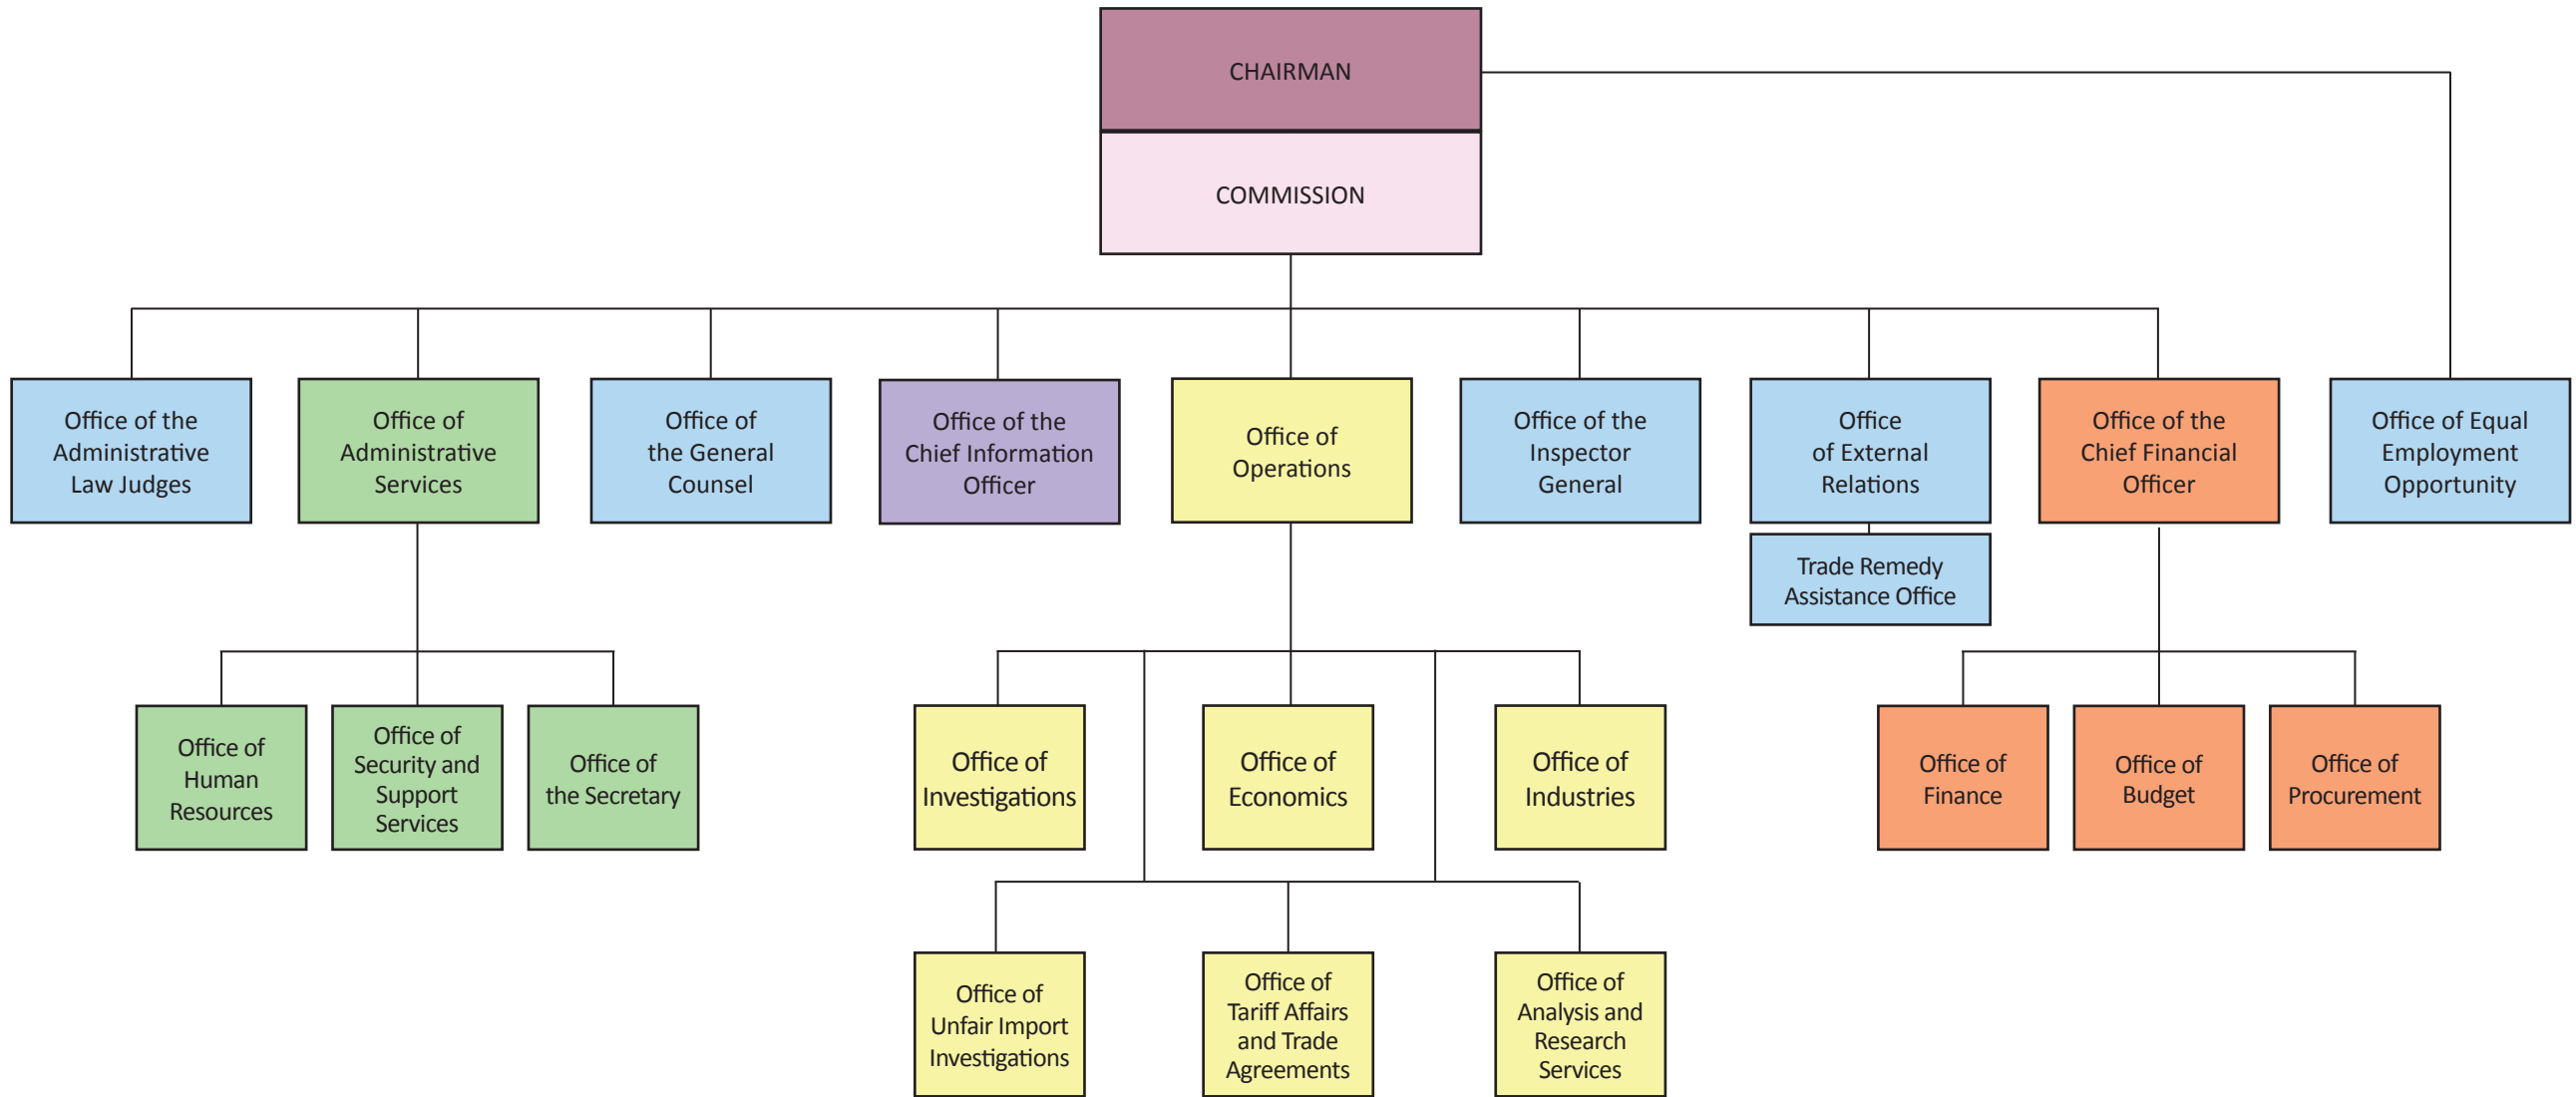 CHAIRMAN
COMMISSION
Office of the
Administrative
Law Judges
Office of
Administrative
Services
Office of
the General
Counsel
Office of the
Chief Information
Officer
Office of
Operations
Office of the
Inspector
General
Office
of External
Relations
Office of the
Chief Financial
Officer
Office of Equal
Employment
Opportunity
Trade Remedy
Assistance Office
Office of
Human
Resources
Office of
Security and
Support
Services
Office of
the Secretary
Office of
Investigations
Office of
Economics
Office of
Industries
Office of
Finance
Office of
Budget
Office of
Procurement
Office of
Unfair Import
Investigations
Office of
Tariff Affairs
and Trade
Agreements
Office of
Analysis and
Research
Services